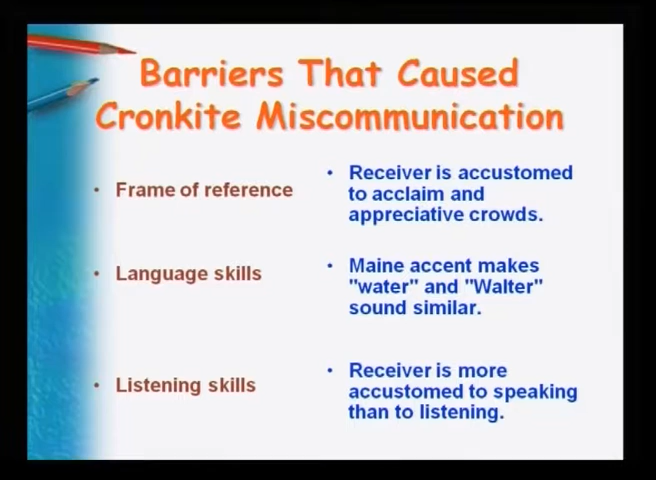 Barriers That Caused
Cronkite Miscommunication
• Frame of reference
• Receiver is accustomed
to acclaim and
appreciative crowds.
• Language skills
• Maine accent makes
"water" and "Walter"
sound similar.
• Listening skills
• Receiver is more
accustomed to speaking
than to listening.